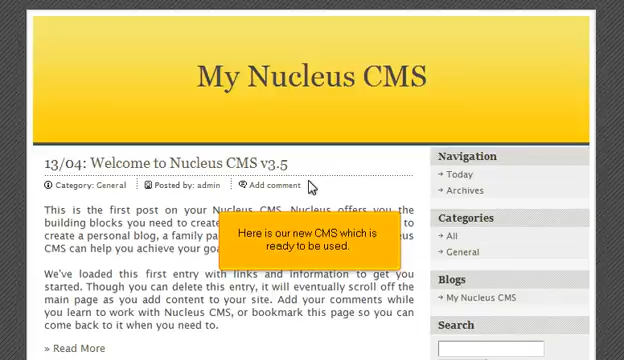 My Nucleus CMS
13/04: Welcome to Nucleus CMS v3.5
Category: General
Posted by: admin
Add comment
This is the first post on your Nucleus CMS. Nucleus offers you the
building blocks you need to create
to
create a personal blog, a family pa
CMS can help you achieve your goa
Here is our new CMS which is
ready to be used.
We've loaded this first entry with links and information to get you
started. Though you can delete this entry, it will eventually scroll off the
main page as you add content to your site. Add your comments while
you learn to work with Nucleus CMS, or bookmark this page so you can
come back to it when you need to.
» Read More
Navigation
Today
Archives
Categories
All
General
Blogs
My Nucleus CMS
Search